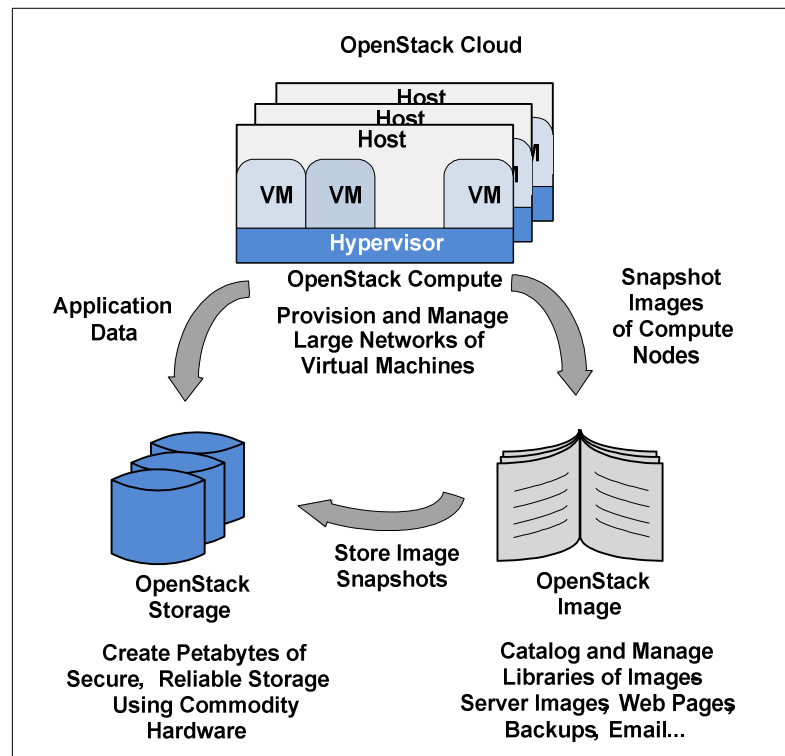 OpenStack Cloud
Host
Host
Host
VM
VM
VM
M
M
Hypervisor
OpenStack Compute
Provision and Manage
Large Networks of
Virtual Machines
Application
Data
Snapshot
Images
of Compute
Nodes
Store Image
Snapshots
OpenStack
Storage
Create Petabytes of
Secure, Reliable Storage
Using Commodity
Hardware
OpenStack
Image
Catalog and Manage
Libraries of Images-
Server Images, Web Pages,
Backups, Email...